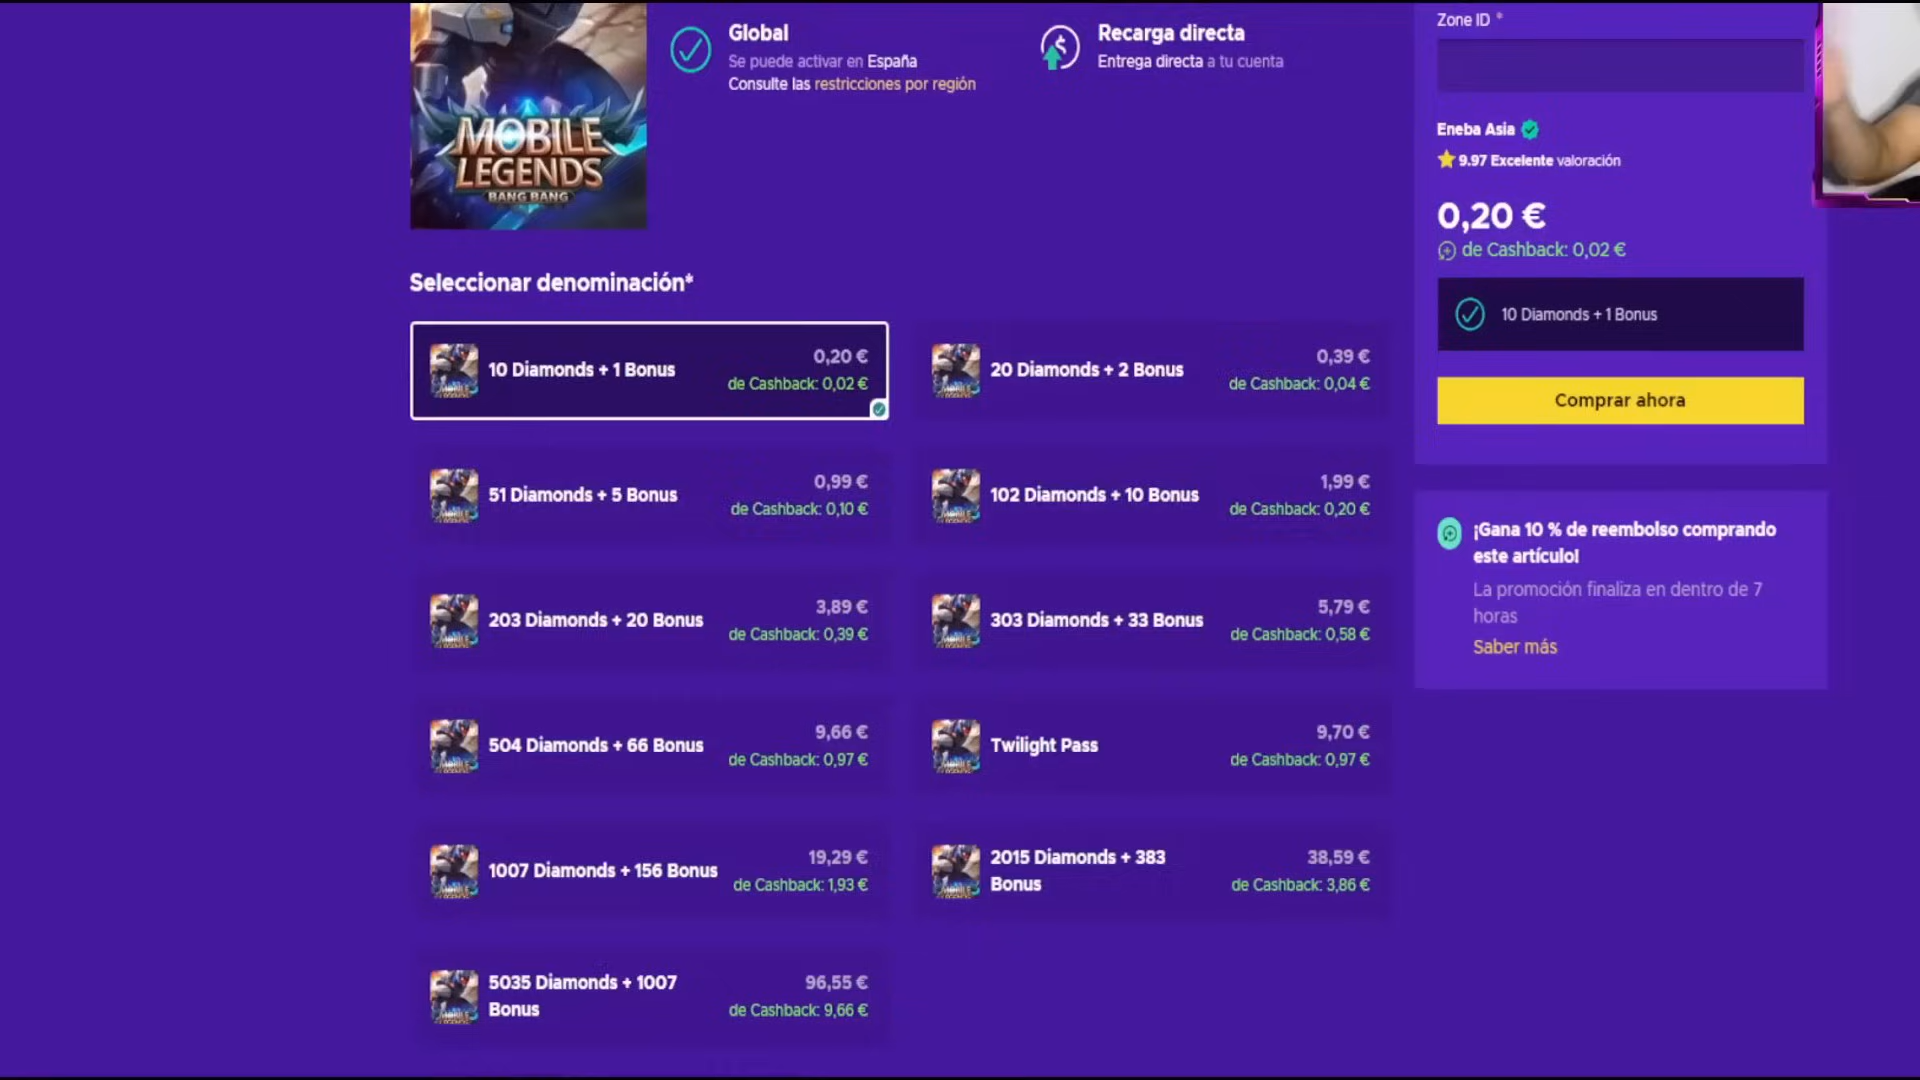 MOBILE
LEGENDS
BANG BANG
Global
Se puede activar en España
Consulte las restricciones por región
Recarga directa
Entrega directa a tu cuenta
Seleccionar denominación*
10 Diamonds + 1 Bonus
0,20 €
de Cashback: 0,02 €
20 Diamonds + 2 Bonus
0,39 €
de Cashback: 0,04 €
51 Diamonds + 5 Bonus
0,99 €
de Cashback: 0,10 €
102 Diamonds + 10 Bonus
1,99 €
de Cashback: 0,20 €
203 Diamonds + 20 Bonus
3,89 €
de Cashback: 0,39 €
303 Diamonds + 33 Bonus
5,79 €
de Cashback: 0,58 €
504 Diamonds + 66 Bonus
9,66 €
de Cashback: 0,97 €
Twilight Pass
9,70 €
de Cashback: 0,97 €
1007 Diamonds + 156 Bonus
19,29 €
de Cashback: 1,93 €
2015 Diamonds + 383
Bonus
38,59 €
de Cashback: 3,86 €
5035 Diamonds + 1007
Bonus
96,55 €
de Cashback: 9,66 €
Zone ID *
Eneba Asia
9.97 Excelente valoración
0,20 €
de Cashback: 0,02 €
10 Diamonds + 1 Bonus
Comprar ahora
¡Gana 10 % de reembolso comprando
este artículo!
La promoción finaliza en dentro de 7
horas
Saber más